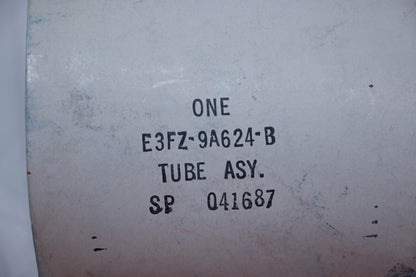 ONE
E3FZ-9A624-B
TUBE ASY.
SP 041687